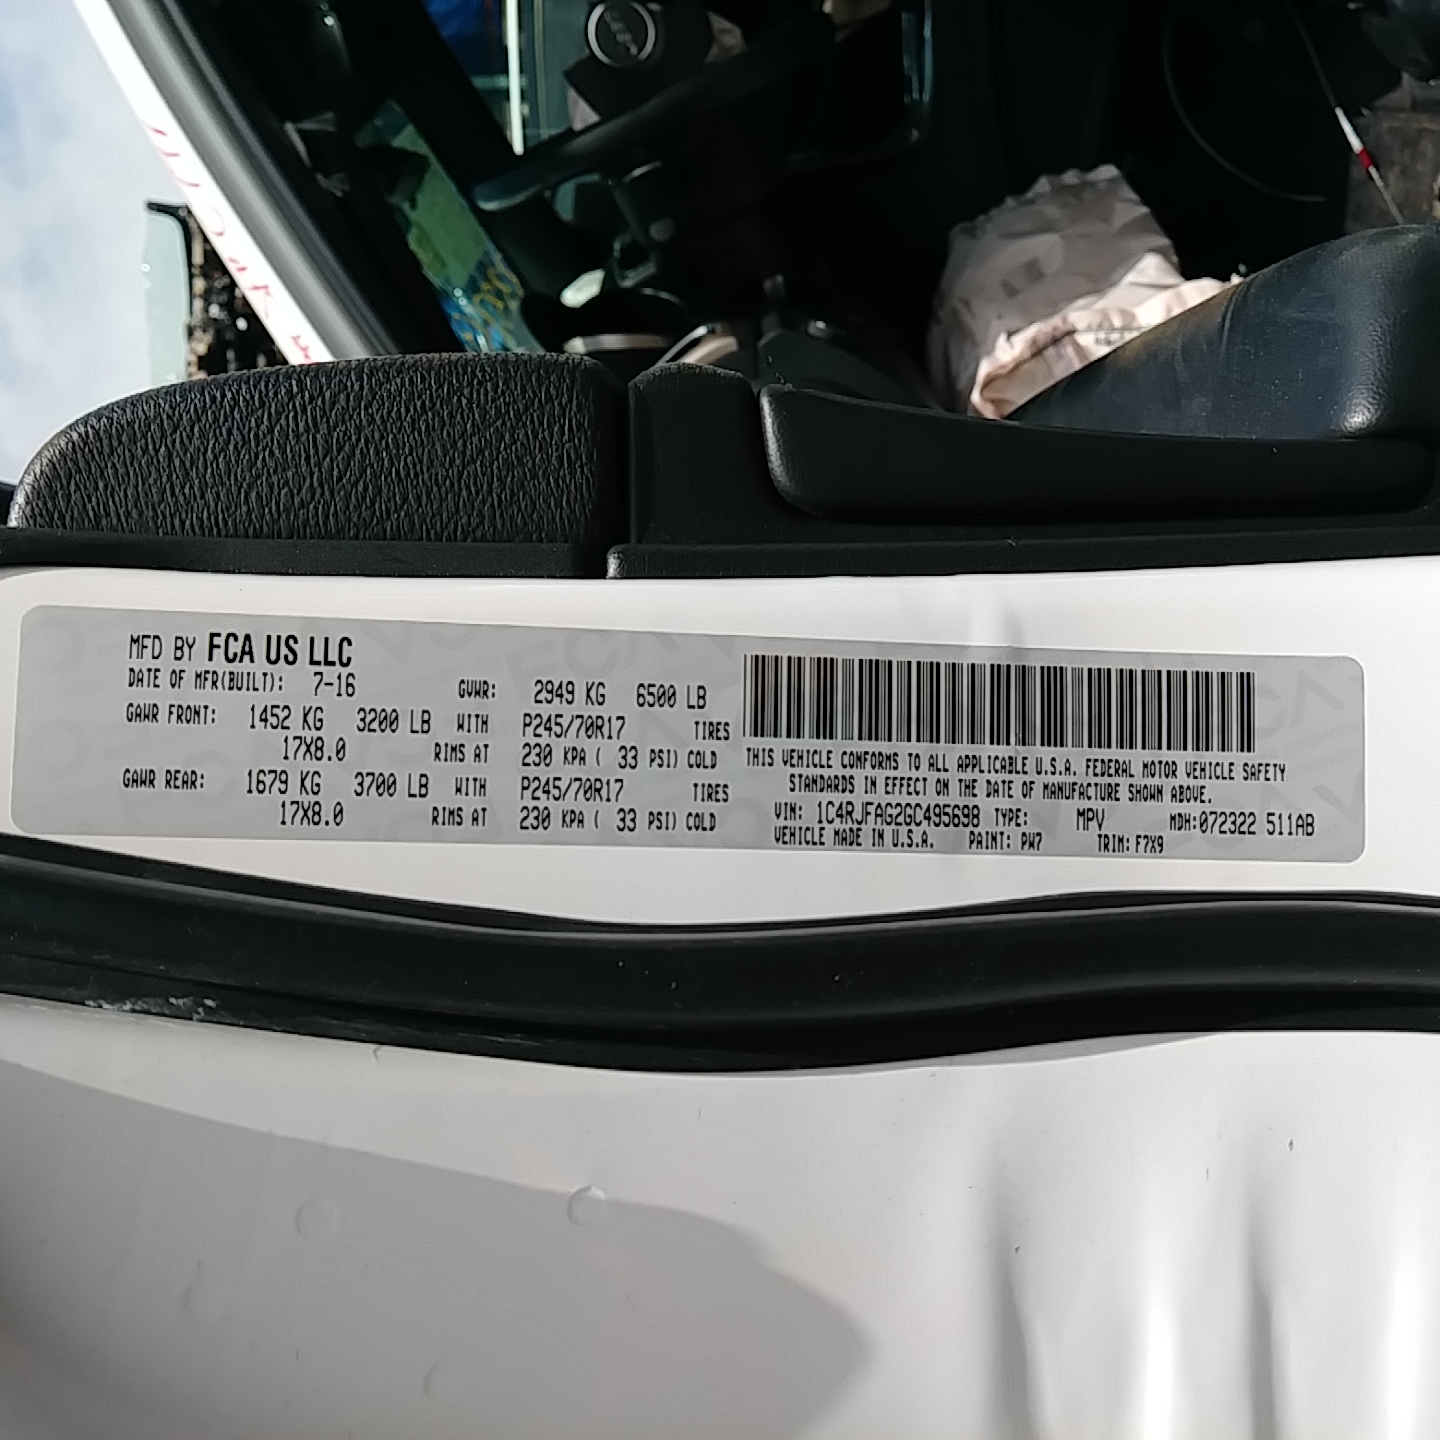 Jeep
MFD BY FCA US LLC
DATE OF MFR(BUILT): 7-16 GVWR: 2949 KG 6500 LB
GAWR FRONT: 1452 KG 3200 LB WITH P245/70R17 TIRES
17X8.0 RIMS AT 230 KPA ( 33 PSI) COLD
GAWR REAR: 1679 KG 3700 LB WITH P245/70R17 TIRES
17X8.0 RIMS AT 230 KPA ( 33 PSI) COLD
THIS VEHICLE CONFORMS TO ALL APPLICABLE U.S.A. FEDERAL MOTOR VEHICLE SAFETY
STANDARDS IN EFFECT ON THE DATE OF MANUFACTURE SHOWN ABOVE.
VIN: 1C4RJFAG2GC495698 TYPE: MPV MDH:072322 511AB
VEHICLE MADE IN U.S.A. PAINT: PW7 TRIM: F7X9